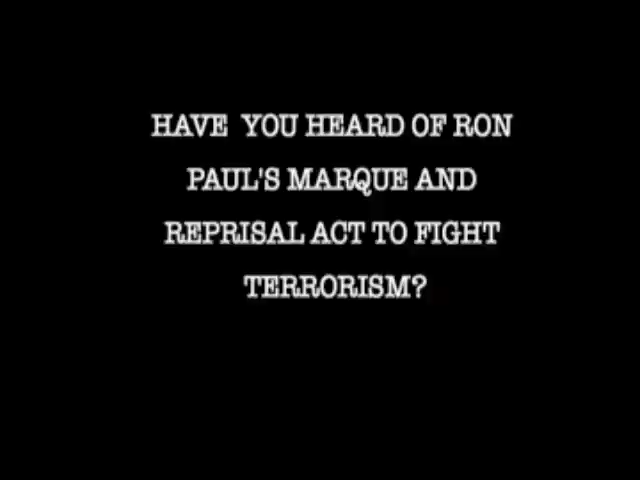 HAVE  YOU HEARD OF RON
PAUL'S MARQUE AND
REPRISAL ACT TO FIGHT
TERRORISM?